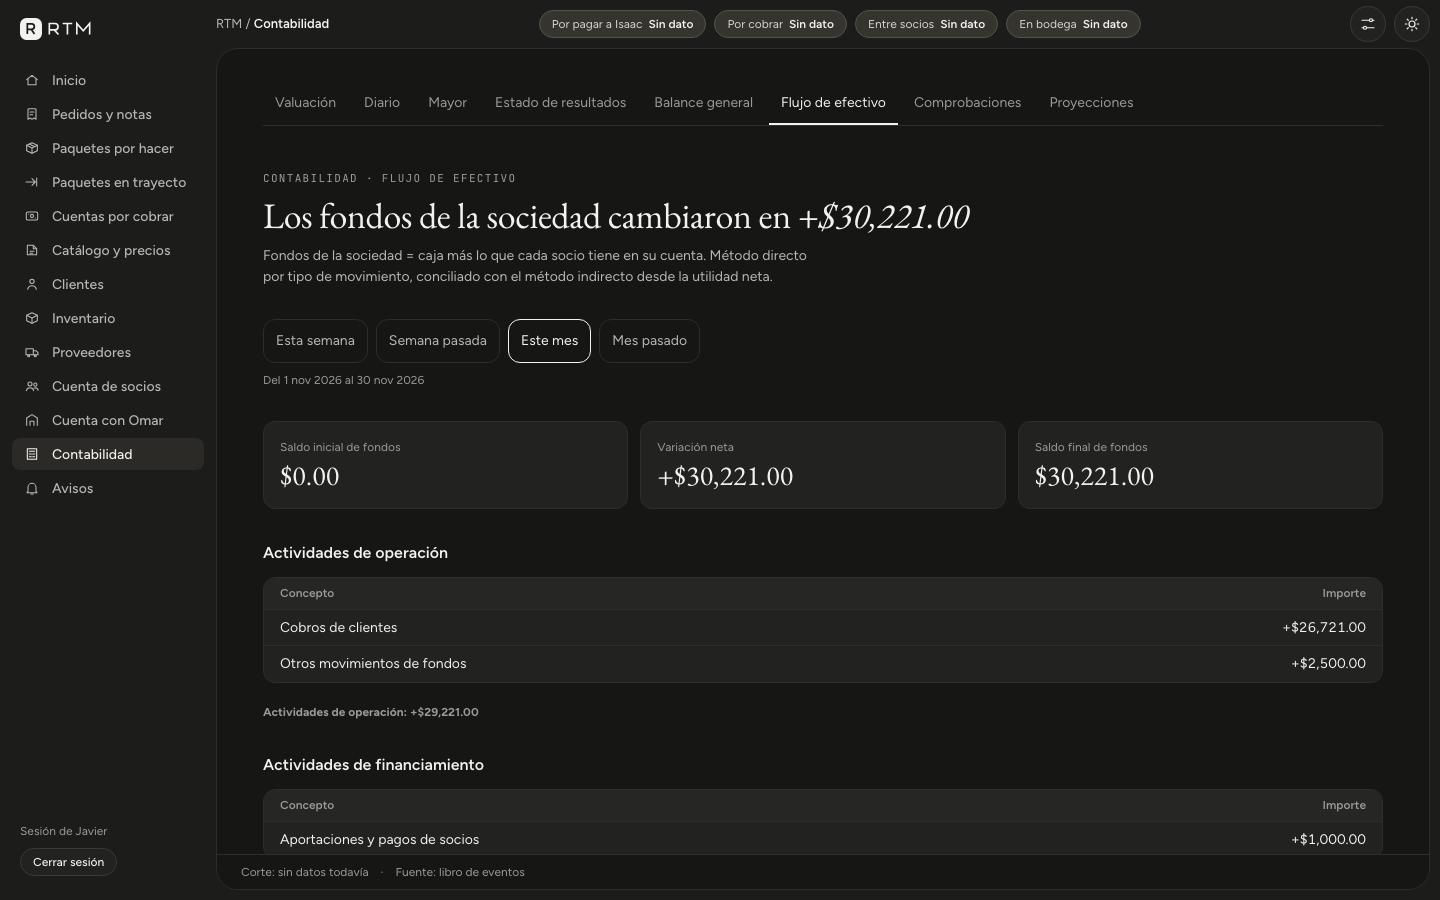 R RTM
RTM / Contabilidad
Por pagar a Isaac Sin dato
Por cobrar Sin dato
Entre socios Sin dato
En bodega Sin dato
Inicio
Pedidos y notas
Paquetes por hacer
Paquetes en trayecto
Cuentas por cobrar
Catálogo y precios
Clientes
Inventario
Proveedores
Cuenta de socios
Cuenta con Omar
Contabilidad
Avisos
Sesión de Javier
Cerrar sesión
Valuación Diario Mayor Estado de resultados Balance general Flujo de efectivo Comprobaciones Proyecciones
CONTABILIDAD · FLUJO DE EFECTIVO
Los fondos de la sociedad cambiaron en +$30,221.00
Fondos de la sociedad = caja más lo que cada socio tiene en su cuenta. Método directo
por tipo de movimiento, conciliado con el método indirecto desde la utilidad neta.
Esta semana Semana pasada Este mes Mes pasado
Del 1 nov 2026 al 30 nov 2026
Saldo inicial de fondos
$0.00
Variación neta
+$30,221.00
Saldo final de fondos
$30,221.00
Actividades de operación
Concepto Importe
Cobros de clientes +$26,721.00
Otros movimientos de fondos +$2,500.00
Actividades de operación: +$29,221.00
Actividades de financiamiento
Concepto Importe
Aportaciones y pagos de socios +$1,000.00
Corte: sin datos todavía · Fuente: libro de eventos